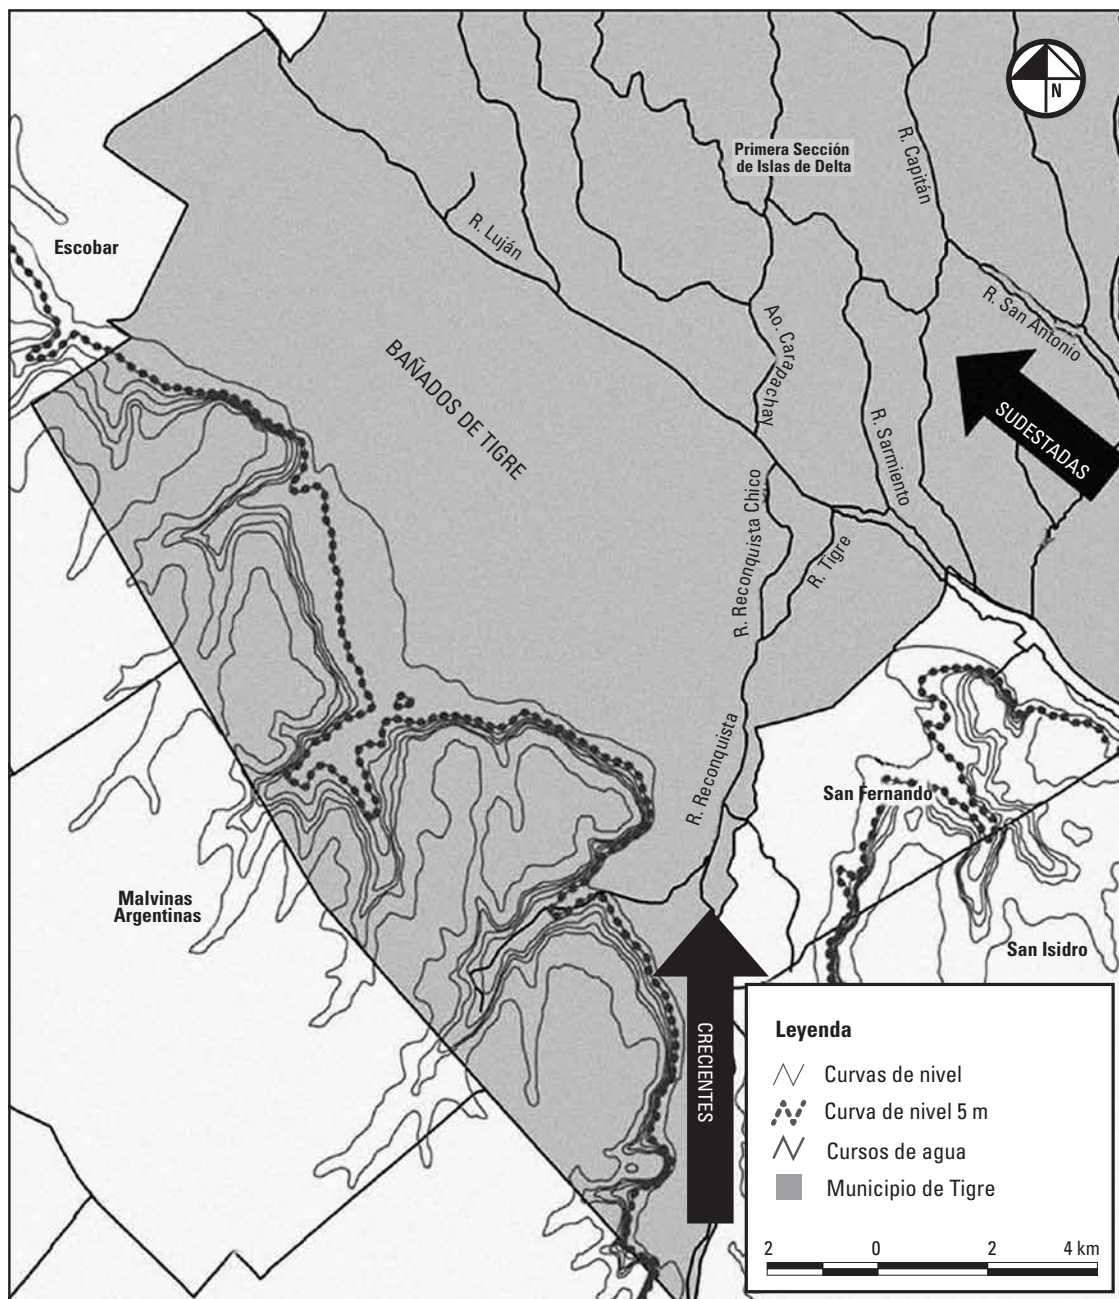 N
Primera Sección
de Islas de Delta
R. Capitán
Escobar
R. Luján
R. San Antonio
Ao. Carapachay
BAÑADOS DE TIGRE
SUDESTADAS
R. Sarmiento
R. Reconquista Chico
R. Tigre
R. Reconquista
San Fernando
Malvinas
Argentinas
San Isidro
CRECIENTES
Leyenda
Curvas de nivel
Curva de nivel 5 m
Cursos de agua
Municipio de Tigre
2 0 2 4 km